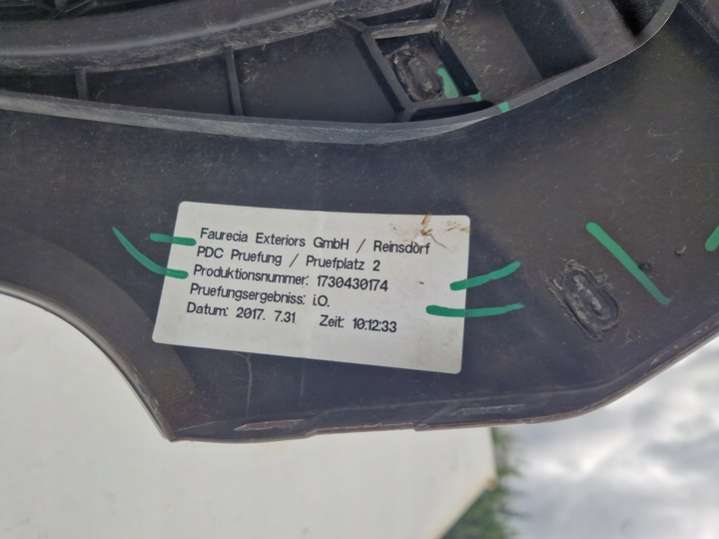 Faurecia Exteriors GmbH / Reinsdorf
PDC Pruefung / Pruefplatz 2
Produktionsnummer: 1730430174
Pruefungsergebniss: i.O.
Datum: 2017. 7.31 Zeit: 10:12:33